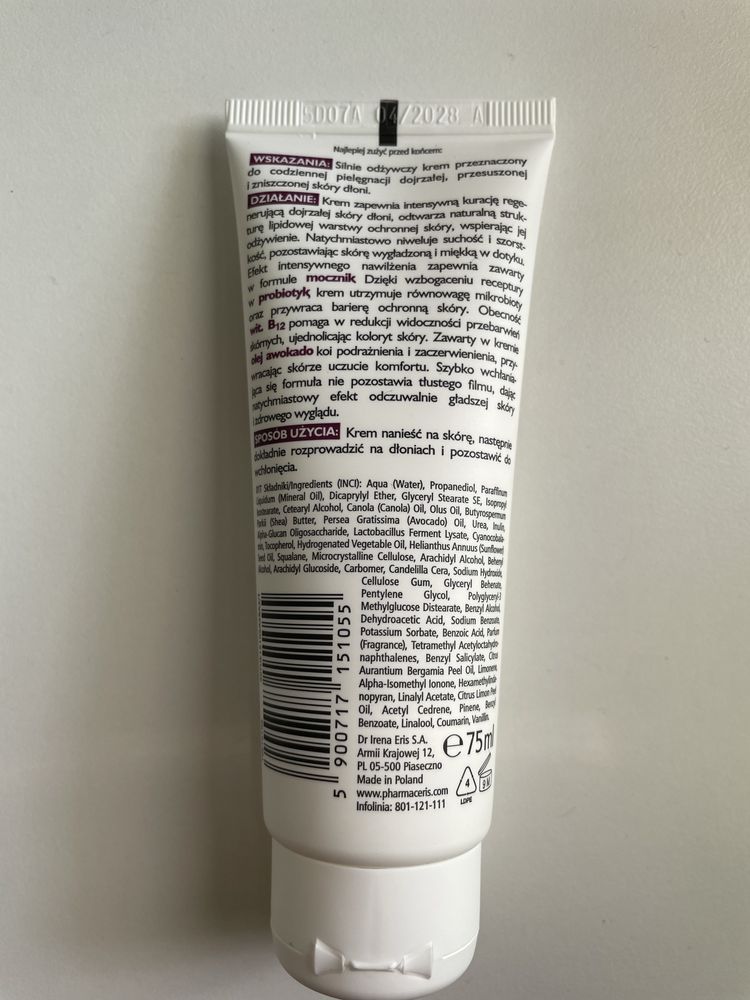 SD07A 04/2028 A
Najlepiej zużyć przed końcem:
WSKAZANIA: Silnie odżywczy krem przeznaczony
do codziennej pielęgnacji dojrzałej, przesuszonej
i zniszczonej skóry dłoni.
DZIAŁANIE: Krem zapewnia intensywną kurację rege-
nerującą dojrzałej skóry dłoni, odtwarza naturalną struk-
turę lipidowej warstwy ochronnej skóry, wspierając jej
odżywienie. Natychmiastowo niweluje suchość i szorst-
kość, pozostawiając skórę wygładzoną i miękką w dotyku.
Efekt intensywnego nawilżenia zapewnia zawarty
w formule mocznik. Dzięki wzbogaceniu receptury
w probiotyk, krem utrzymuje równowagę mikrobioty
oraz przywraca barierę ochronną skóry. Obecność
wit. B12 pomaga w redukcji widoczności przebarwień
skórnych, ujednolicając koloryt skóry. Zawarty w kremie
olej awokado koi podrażnienia i zaczerwienienia, przy-
wracając skórze uczucie komfortu. Szybko wchłania-
jąca się formuła nie pozostawia tłustego filmu, dając
natychmiastowy efekt odczuwalnie gładszej skóry
i zdrowego wyglądu.
SPOSÓB UŻYCIA: Krem nanieść na skórę, następnie
dokładnie rozprowadzić na dłoniach i pozostawić do
wchłonięcia.
Składniki/Ingredients (INCI): Aqua (Water), Propanediol, Paraffinum
Liquidum (Mineral Oil), Dicaprylyl Ether, Glyceryl Stearate SE, Isopropyl
Isostearate, Cetearyl Alcohol, Canola (Canola) Oil, Olus Oil, Butyrospermum
Parkii (Shea) Butter, Persea Gratissima (Avocado) Oil, Urea, Inulin,
Alpha-Glucan Oligosaccharide, Lactobacillus Ferment Lysate, Cyanocobala-
min, Tocopherol, Hydrogenated Vegetable Oil, Helianthus Annuus (Sunflower)
Seed Oil, Squalane, Microcrystalline Cellulose, Arachidyl Alcohol, Behenyl
Alcohol, Arachidyl Glucoside, Carbomer, Candelilla Cera, Sodium Hydroxide,
Cellulose Gum, Glyceryl Behenate,
Pentylene Glycol, Polyglyceryl-3
Methylglucose Distearate, Benzyl Alcohol,
Dehydroacetic Acid, Sodium Benzoate,
Potassium Sorbate, Benzoic Acid, Parfum
(Fragrance), Tetramethyl Acetyloctahydro-
naphthalenes, Benzyl Salicylate, Citrus
Aurantium Bergamia Peel Oil, Limonene,
Alpha-Isomethyl Ionone, Hexamethylinda-
nopyran, Linalyl Acetate, Citrus Limon Peel
Oil, Acetyl Cedrene, Pinene, Benzyl
Benzoate, Linalool, Coumarin, Vanillin.
5 900717 151055
Dr Irena Eris S.A.
Armii Krajowej 12,
PL 05-500 Piaseczno
Made in Poland
www.pharmaceris.com
Infolinia: 801-121-111
e 75ml
4
LDPE